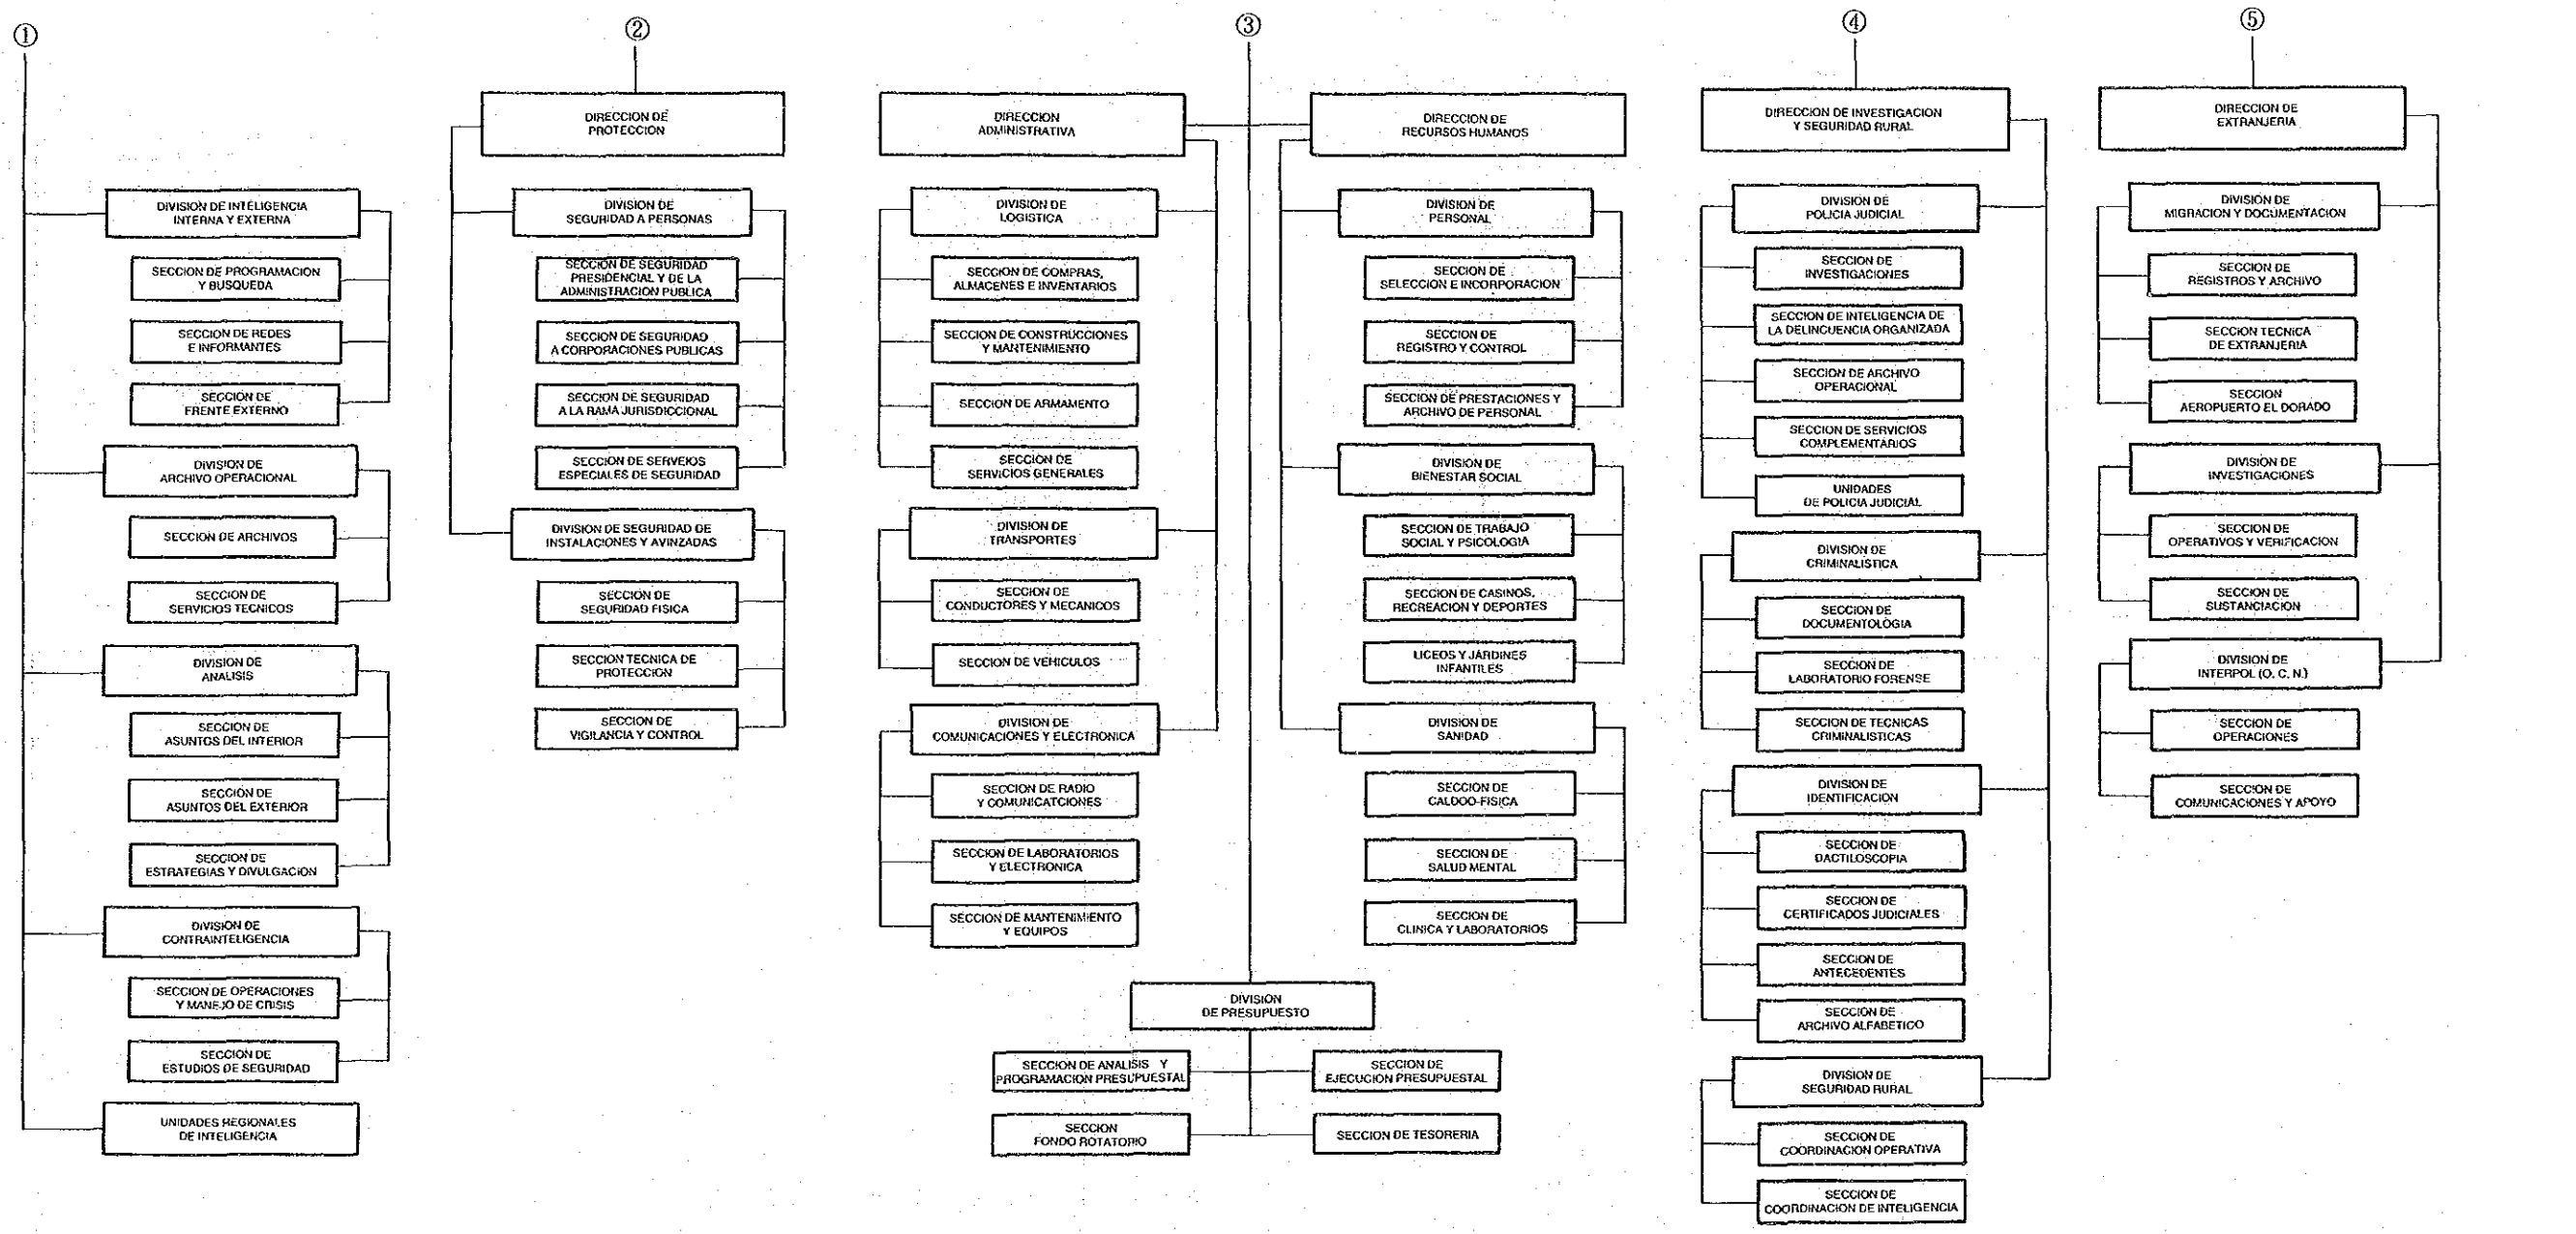 ①
DIVISION DE INTELIGENCIA
INTERNA Y EXTERNA
SECCION DE PROGRAMACION
Y BUSQUEDA
SECCION DE REDES
E INFORMANTES
SECCION DE
FRENTE EXTERNO
DIVISION DE
ARCHIVO OPERACIONAL
SECCION DE ARCHIVOS
SECCION DE
SERVICIOS TECNICOS
DIVISION DE
ANALISIS
SECCION DE
ASUNTOS DEL INTERIOR
SECCION DE
ASUNTOS DEL EXTERIOR
SECCION DE
ESTRATEGIAS Y DIVULGACION
DIVISION DE
CONTRAINTELIGENCIA
SECCION DE OPERACIONES
Y MANEJO DE CRISIS
SECCION DE
ESTUDIOS DE SEGURIDAD
UNIDADES REGIONALES
DE INTELIGENCIA
②
DIRECCION DE
PROTECCION
DIVISION DE
SEGURIDAD A PERSONAS
SECCION DE SEGURIDAD
PRESIDENCIAL Y DE LA
ADMINISTRACION PUBLICA
SECCION DE SEGURIDAD
A CORPORACIONES PUBLICAS
SECCION DE SEGURIDAD
A LA RAMA JURISDICCIONAL
SECCION DE SERVEIOS
ESPECIALES DE SEGURIDAD
DIVISION DE SEGURIDAD DE
INSTALACIONES Y AVINZADAS
SECCION DE
SEGURIDAD FISICA
SECCION TECNICA DE
PROTECCION
SECCION DE
VIGILANCIA Y CONTROL
③
DIRECCION
ADMINISTRATIVA
DIVISION DE
LOGISTICA
SECCION DE COMPRAS,
ALMACENES E INVENTARIOS
SECCION DE CONSTRUCCIONES
Y MANTENIMIENTO
SECCION DE ARMAMENTO
SECCION DE
SERVICIOS GENERALES
DIVISION DE
TRANSPORTES
SECCION DE
CONDUCTORES Y MECANICOS
SECCION DE VEHICULOS
DIVISION DE
COMUNICACIONES Y ELECTRONICA
SECCION DE RADIO
Y COMUNICATCIONES
SECCION DE LABORATORIOS
Y ELECTRONICA
SECCION DE MANTENIMIENTO
Y EQUIPOS
DIRECCION DE
RECURSOS HUMANOS
DIVISION DE
PERSONAL
SECCION DE
SELECCION E INCORPORACION
SECCION DE
REGISTRO Y CONTROL
SECCION DE PRESTACIONES Y
ARCHIVO DE PERSONAL
DIVISION DE
BIENESTAR SOCIAL
SECCION DE TRABAJO
SOCIAL Y PSICOLOGIA
SECCION DE CASINOS,
RECREACION Y DEPORTES
LICEOS Y JARDINES
INFANTILES
DIVISION DE
SANIDAD
SECCION DE
CALDOO-FISICA
SECCION DE
SALUD MENTAL
SECCION DE
CLINICA Y LABORATORIOS
DIVISION
DE PRESUPUESTO
SECCION DE ANALISIS Y
PROGRAMACION PRESUPUESTAL
SECCION DE
EJECUCION PRESUPUESTAL
SECCION
FONDO ROTATORIO
SECCION DE TESORERIA
④
DIRECCION DE INVESTIGACION
Y SEGURIDAD RURAL
DIVISION DE
POLICIA JUDICIAL
SECCION DE
INVESTIGACIONES
SECCION DE INTELIGENCIA DE
LA DELINCUENCIA ORGANIZADA
SECCION DE ARCHIVO
OPERACIONAL
SECCION DE SERVICIOS
COMPLEMENTARIOS
UNIDADES
DE POLICIA JUDICIAL
DIVISION DE
CRIMINALISTICA
SECCION DE
DOCUMENTOLOGIA
SECCION DE
LABORATORIO FORENSE
SECCION DE TECNICAS
CRIMINALISTICAS
DIVISION DE
IDENTIFICACION
SECCION DE
DACTILOSCOPIA
SECCION DE
CERTIFICADOS JUDICIALES
SECCION DE
ANTECEDENTES
SECCION DE
ARCHIVO ALFABETICO
DIVISION DE
SEGURIDAD RURAL
SECCION DE
COORDINACION OPERATIVA
SECCION DE
COORDINACION DE INTELIGENCIA
⑤
DIRECCION DE
EXTRANJERIA
DIVISION DE
MIGRACION Y DOCUMENTACION
SECCION DE
REGISTROS Y ARCHIVO
SECCION TECNICA
DE EXTRANJERIA
SECCION
AEROPUERTO EL DORADO
DIVISION DE
INVESTIGACIONES
SECCION DE
OPERATIVOS Y VERIFICACION
SECCION DE
SUSTANCIACION
DIVISION DE
INTERPOL (O. C. N.)
SECCION DE
OPERACIONES
SECCION DE
COMUNICACIONES Y APOYO